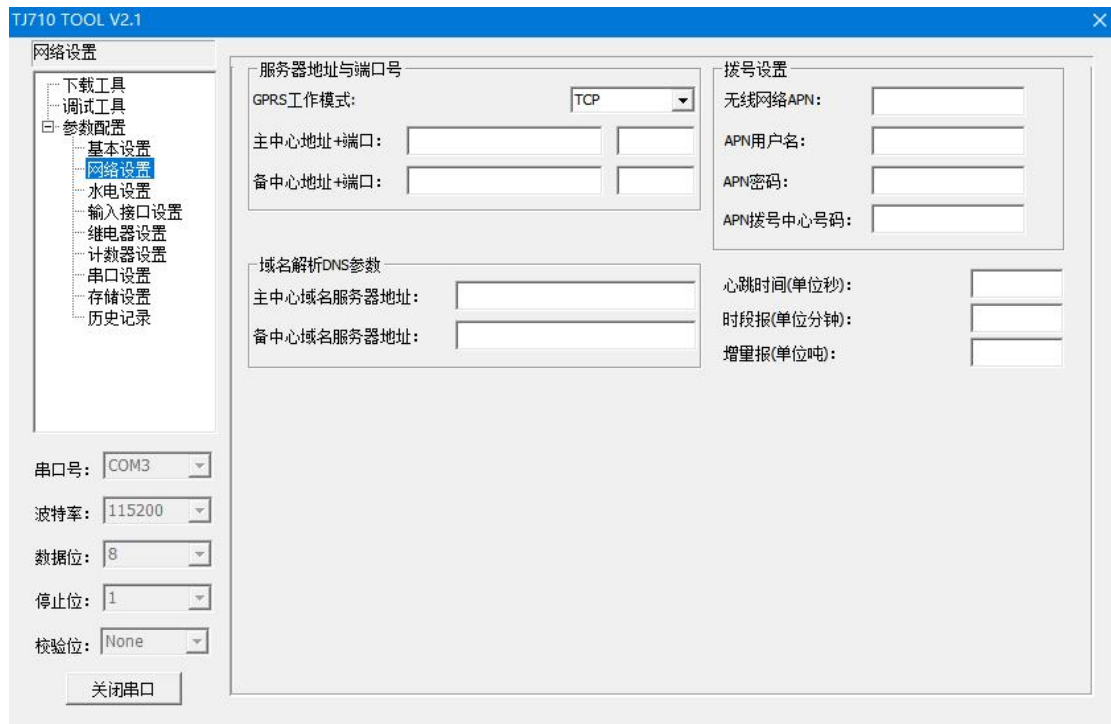 TJ710 TOOL V2.1
网络设置
下载工具
调试工具
参数配置
基本设置
网络设置
水电设置
输入接口设置
继电器设置
计数器设置
串口设置
存储设置
历史记录
串口号: COM3
波特率: 115200
数据位: 8
停止位: 1
校验位: None
关闭串口
服务器地址与端口号
GPRS工作模式: TCP
主中心地址+端口:
备中心地址+端口:
域名解析DNS参数
主中心域名服务器地址:
备中心域名服务器地址:
拨号设置
无线网络APN:
APN用户名:
APN密码:
APN拨号中心号码:
心跳时间(单位秒):
时段报(单位分钟):
增量报(单位吨):